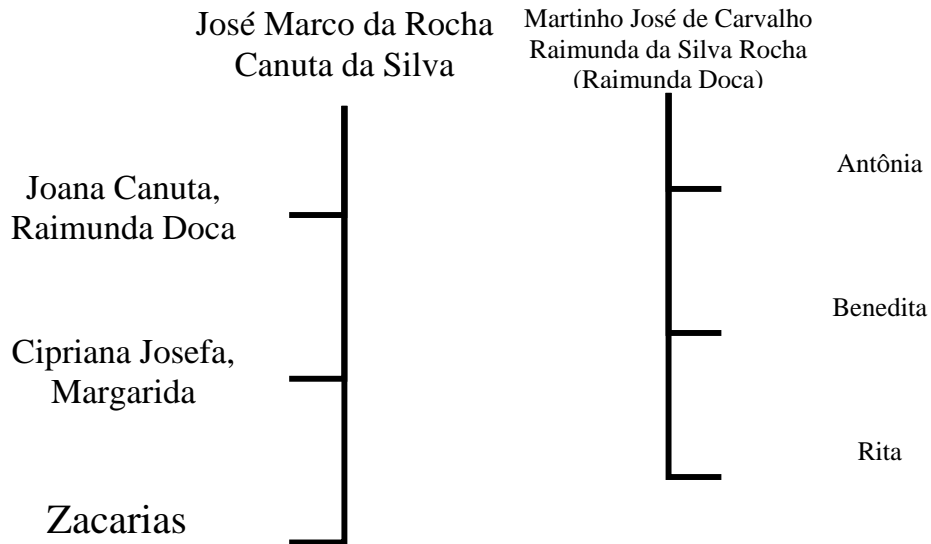 José Marco da Rocha
Canuta da Silva
Joana Canuta,
Raimunda Doca
Cipriana Josefa,
Margarida
Zacarias
Martinho José de Carvalho
Raimunda da Silva Rocha
(Raimunda Doca)
Antônia
Benedita
Rita